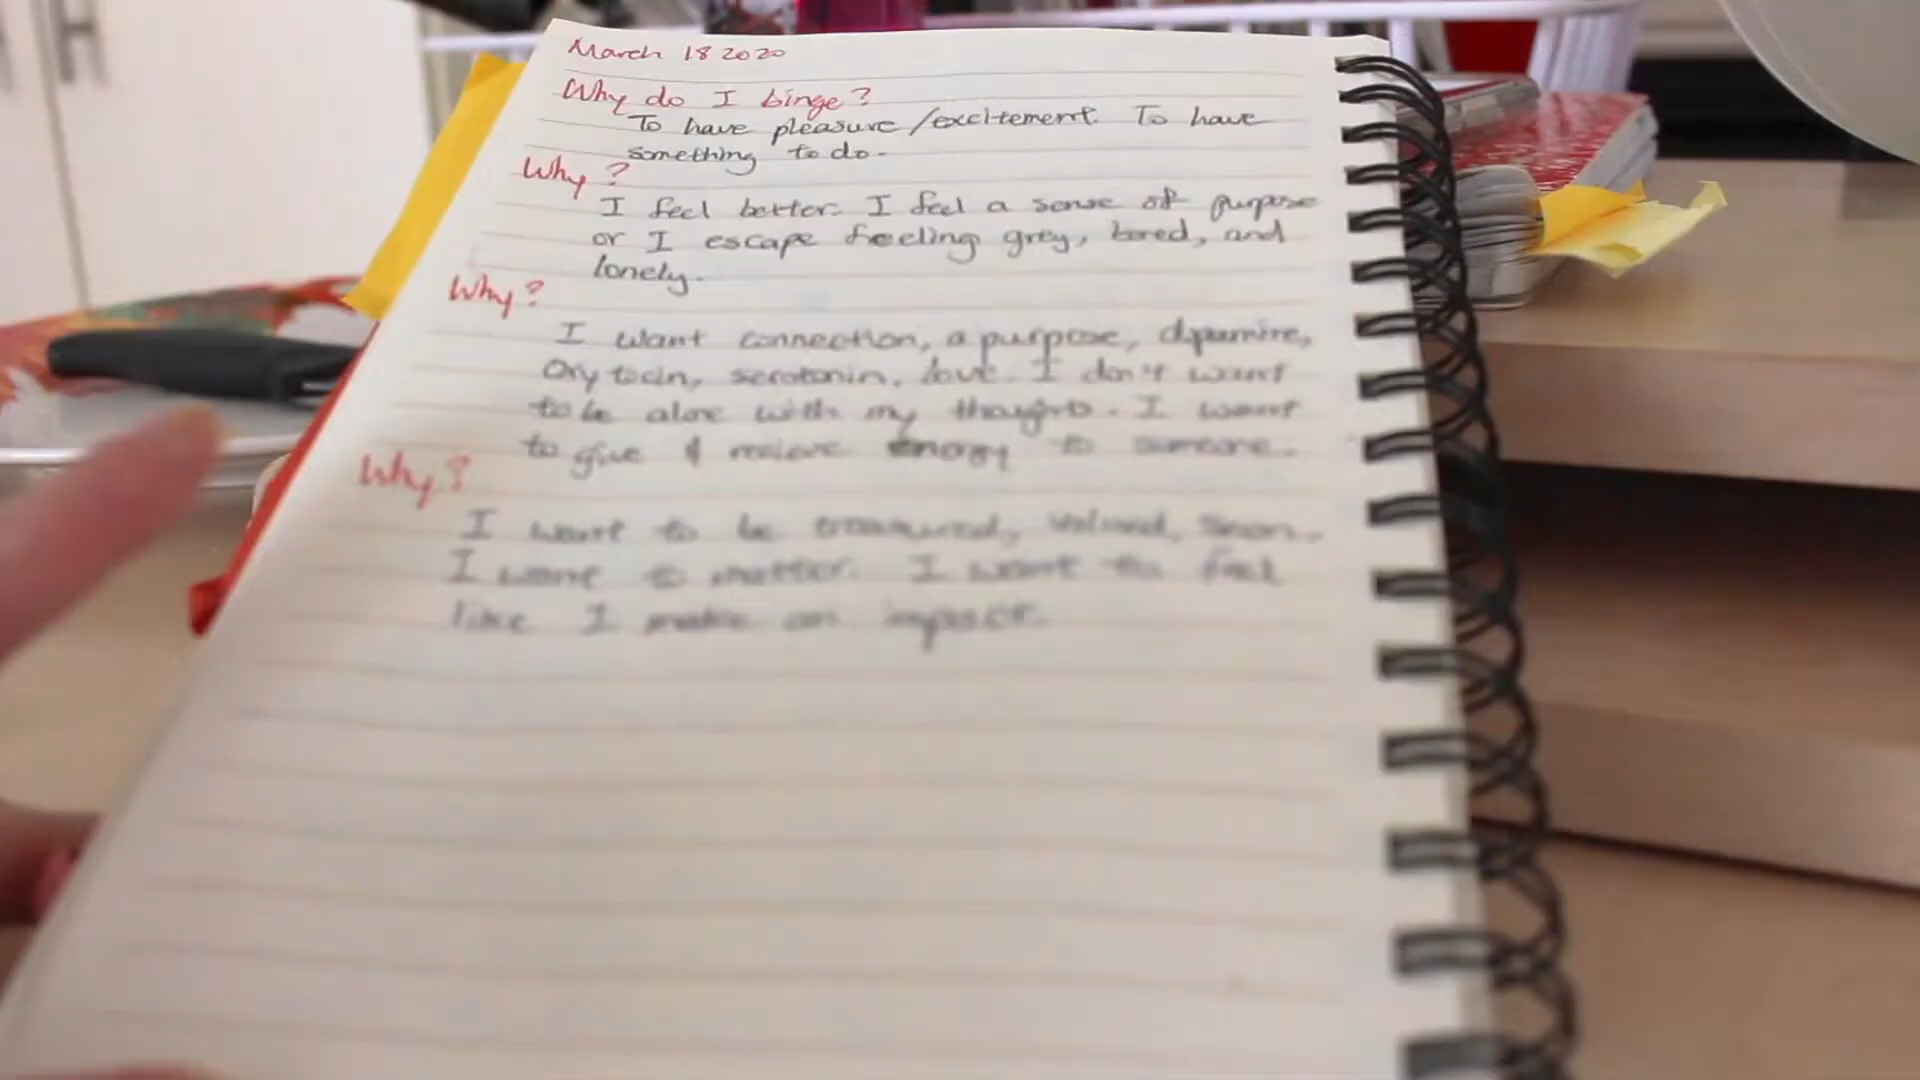 March 18 2020
Why do I binge?
To have pleasure/excitement. To have
something to do.
Why?
I feel better. I feel a sense of purpose
or I escape feeling grey, bored, and
lonely.
Why?
I want connection, a purpose, dopamine,
Oxytocin, serotonin, love. I don't want
to be alone with my thoughts. I want
to give & recieve energy to someone.
Why?
I want to be treasured, valued, seen.
I want to matter. I want to feel
like I make an impact.